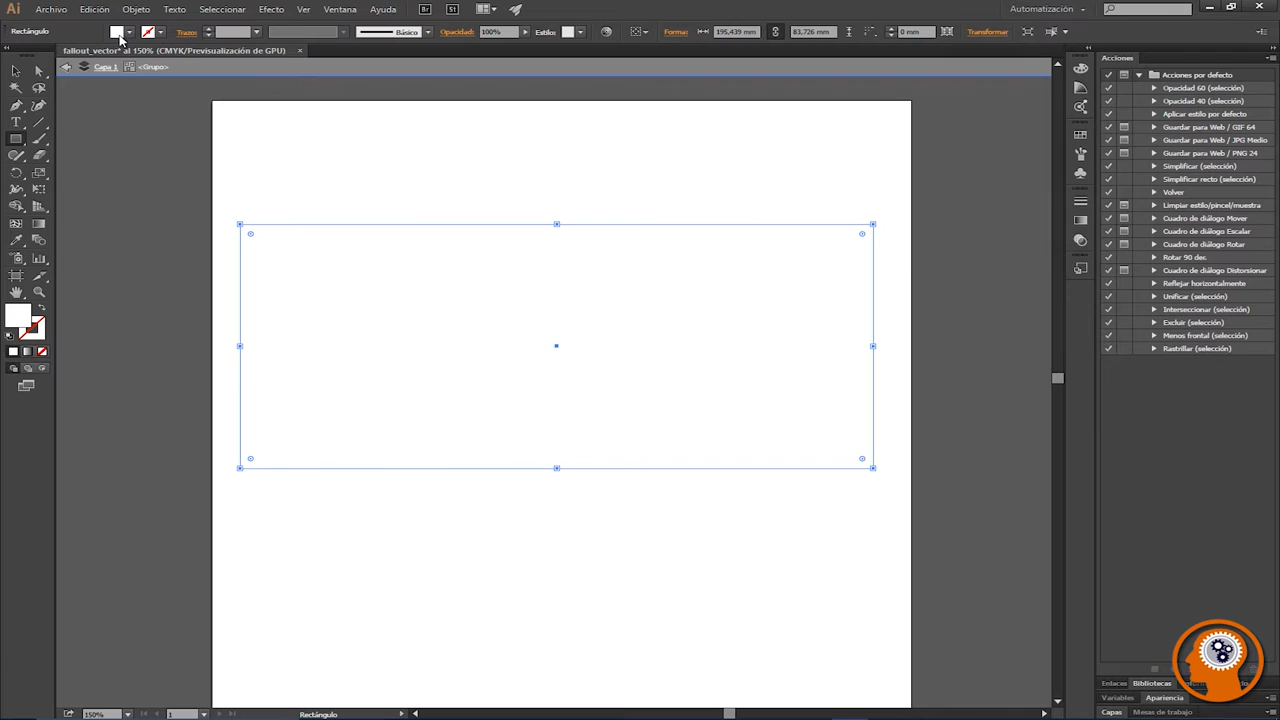 Ai Archivo Edición Objeto Texto Seleccionar Efecto Ver Ventana Ayuda Br St Automatización
Rectángulo Trazo: Básico Opacidad: 100% Estilo: Forma: 195,439 mm 83,726 mm 0 mm Transformar
fallout_vector* al 150% (CMYK/Previsualización de GPU) ×
Capa 1 <Grupo>
Acciones
Acciones por defecto
Opacidad 60 (selección)
Opacidad 40 (selección)
Aplicar estilo por defecto
Guardar para Web / GIF 64
Guardar para Web / JPG Medio
Guardar para Web / PNG 24
Simplificar (selección)
Simplificar recto (selección)
Volver
Limpiar estilo/pincel/muestra
Cuadro de diálogo Mover
Cuadro de diálogo Escalar
Cuadro de diálogo Rotar
Rotar 90 der.
Cuadro de diálogo Distorsionar
Reflejar horizontalmente
Unificar (selección)
Interseccionar (selección)
Excluir (selección)
Menos frontal (selección)
Rastrillar (selección)
Enlaces Bibliotecas
Variables Apariencia
Capas Mesas de trabajo
150% 1 Rectángulo